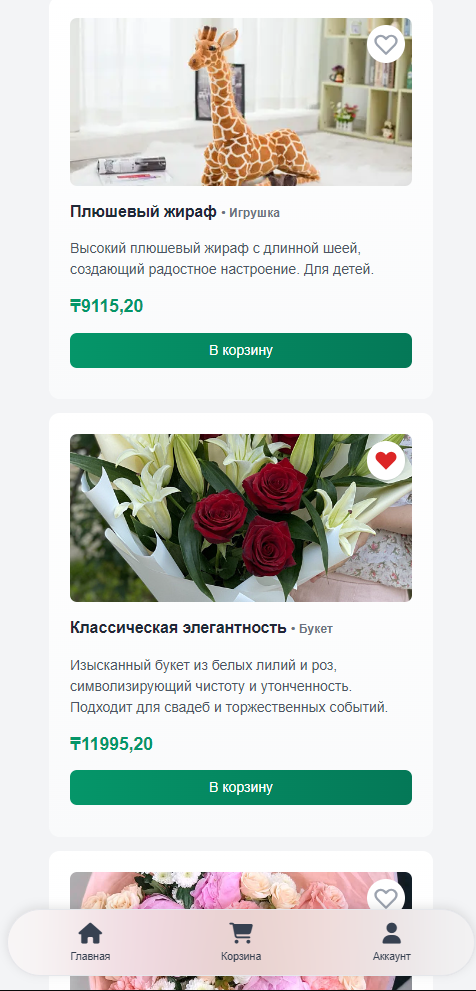 Плюшевый жираф • Игрушка
Высокий плюшевый жираф с длинной шеей,
создающий радостное настроение. Для детей.
₸9115,20
В корзину
Классическая элегантность • Букет
Изысканный букет из белых лилий и роз,
символизирующий чистоту и утонченность.
Подходит для свадеб и торжественных событий.
₸11995,20
В корзину
Главная
Корзина
Аккаунт